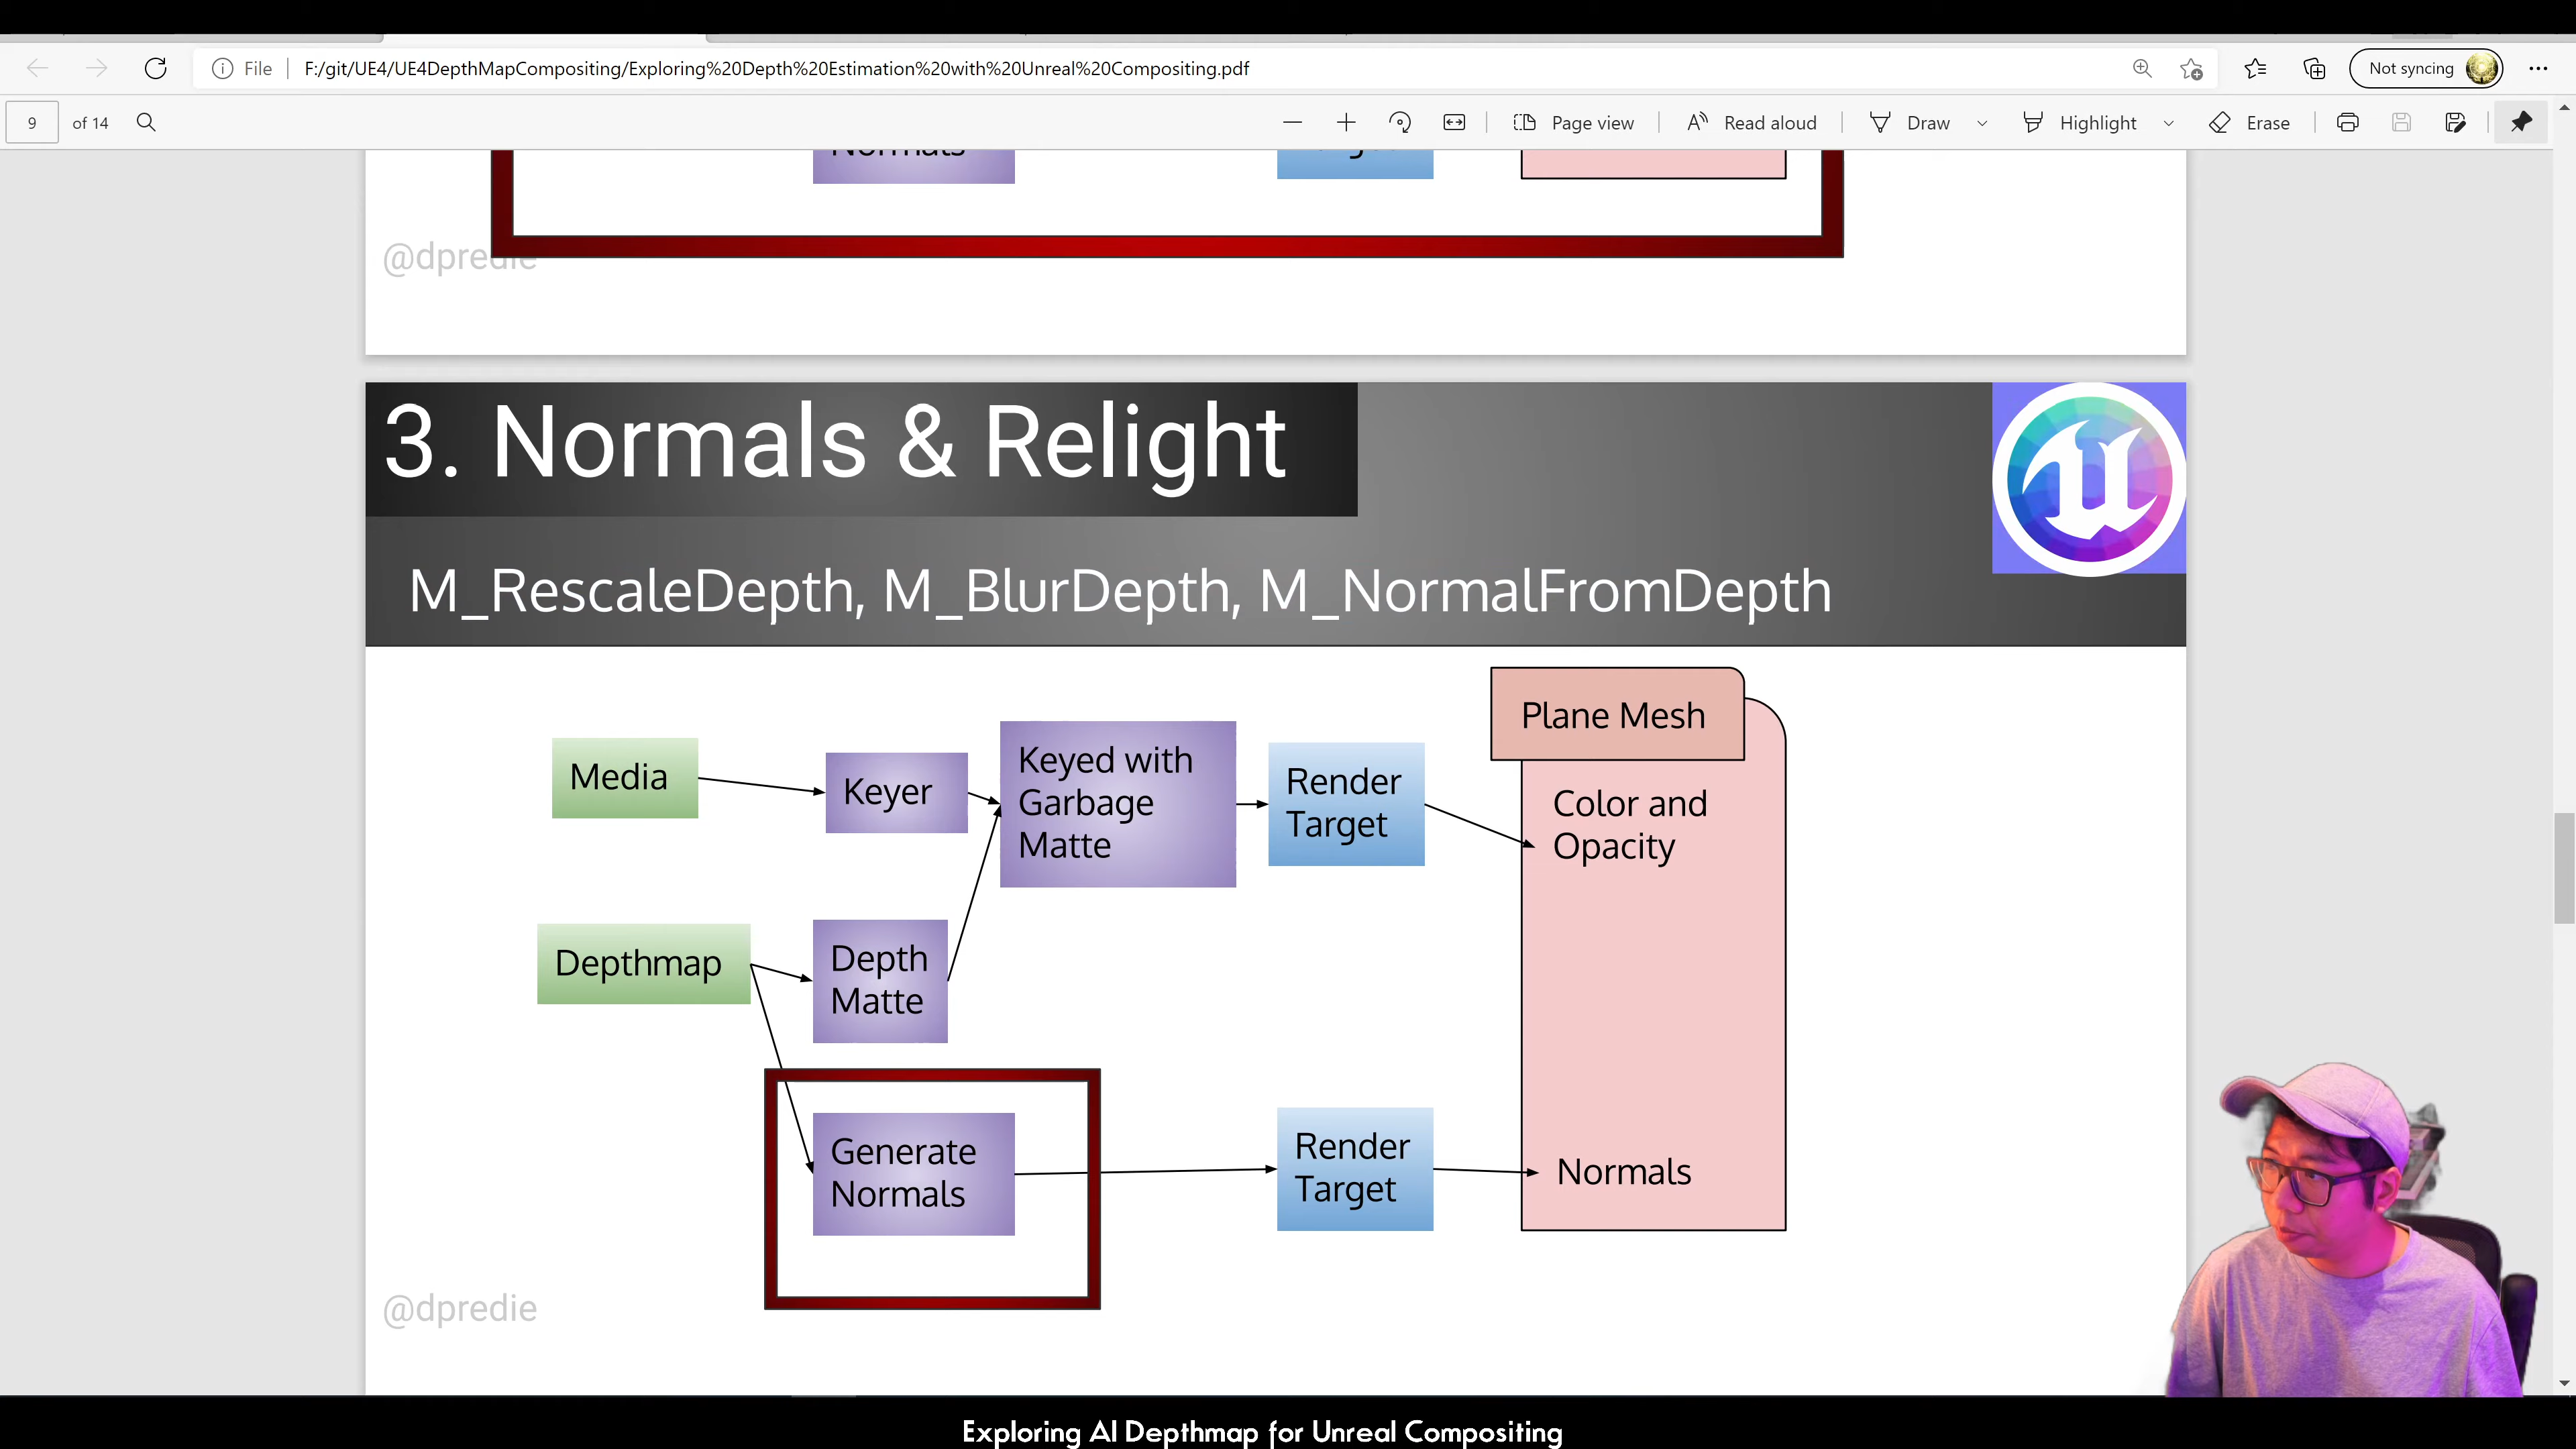 File
F:/git/UE4/UE4DepthMapCompositing/Exploring%20Depth%20Estimation%20with%20Unreal%20Compositing.pdf
Not syncing
9 of 14
Page view
Read aloud
Draw
Highlight
Erase
Normals
@dpredie
3. Normals & Relight
M_RescaleDepth, M_BlurDepth, M_NormalFromDepth
Plane Mesh
Media
Keyer
Keyed with
Garbage
Matte
Render
Target
Color and
Opacity
Depthmap
Depth
Matte
Generate
Normals
Render
Target
Normals
@dpredie
Exploring AI Depthmap for Unreal Compositing